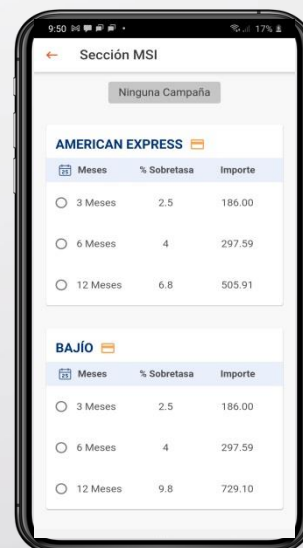 9:50
17%
Sección MSI
Ninguna Campaña
AMERICAN EXPRESS
Meses % Sobretasa Importe
3 Meses 2.5 186.00
6 Meses 4 297.59
12 Meses 6.8 505.91
BAJÍO
Meses % Sobretasa Importe
3 Meses 2.5 186.00
6 Meses 4 297.59
12 Meses 9.8 729.10